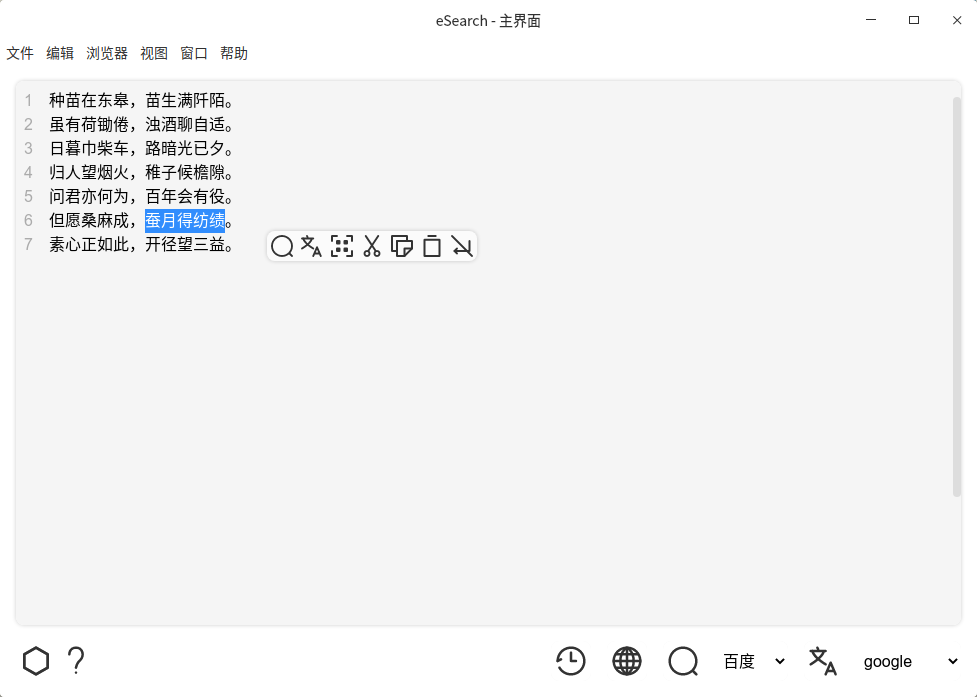 eSearch - 主界面
文件 编辑 浏览器 视图 窗口 帮助
1 种苗在东皋，苗生满阡陌。
2 虽有荷锄倦，浊酒聊自适。
3 日暮巾柴车，路暗光已夕。
4 归人望烟火，稚子候檐隙。
5 问君亦何为，百年会有役。
6 但愿桑麻成，蚕月得纺绩。
7 素心正如此，开径望三益。
百度 google